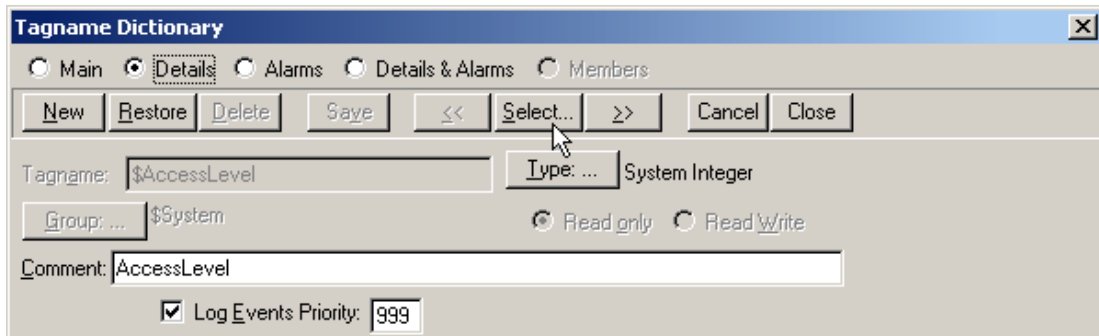 Tagname Dictionary
Main Details Alarms Details & Alarms Members
New Restore Delete Save << Select... >> Cancel Close
Tagname: $AccessLevel Type: ... System Integer
Group: ... $System Read only Read Write
Comment: AccessLevel
Log Events Priority: 999